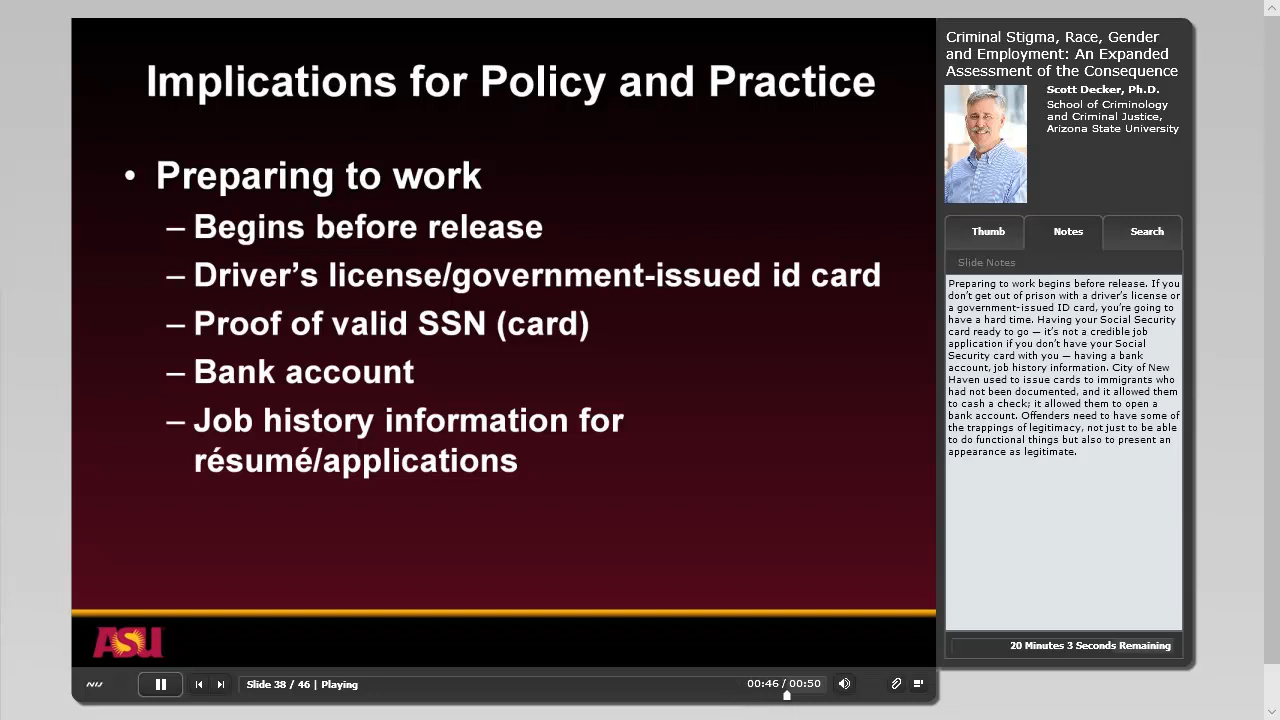 Implications for Policy and Practice
• Preparing to work
– Begins before release
– Driver's license/government-issued id card
– Proof of valid SSN (card)
– Bank account
– Job history information for
résumé/applications
ASU
NIJ
Slide 38 / 46 | Playing
00:46 / 00:50
Criminal Stigma, Race, Gender
and Employment: An Expanded
Assessment of the Consequence
Scott Decker, Ph.D.
School of Criminology
and Criminal Justice,
Arizona State University
Thumb
Notes
Search
Slide Notes
Preparing to work begins before release. If you
don't get out of prison with a driver's license or
a government-issued ID card, you're going to
have a hard time. Having your Social Security
card ready to go — it's not a credible job
application if you don't have your Social
Security card with you — having a bank
account, job history information. City of New
Haven used to issue cards to immigrants who
had not been documented, and it allowed them
to cash a check; it allowed them to open a
bank account. Offenders need to have some of
the trappings of legitimacy, not just to be able
to do functional things but also to present an
appearance as legitimate.
20 Minutes 3 Seconds Remaining